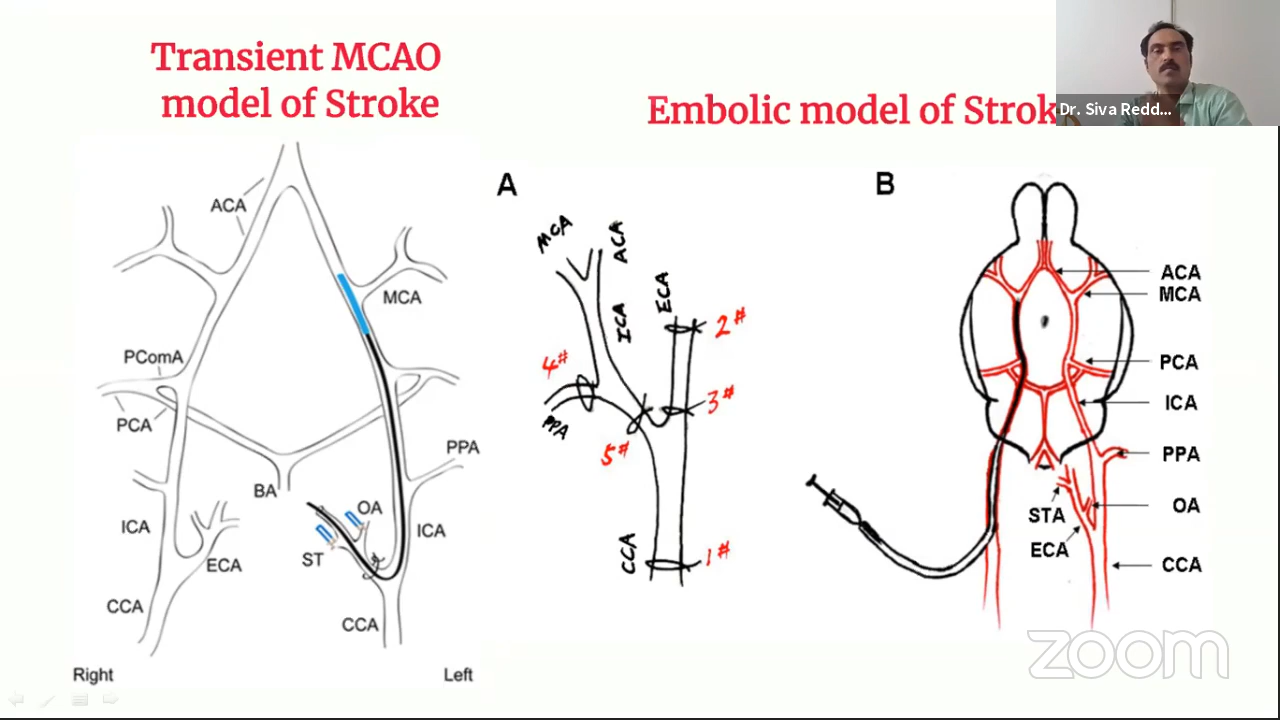 Transient MCAO
model of Stroke
Embolic model of Strok
Dr. Siva Redd...
ACA
MCA
PComA
PCA
PPA
BA
OA
ICA
ICA
ST
ECA
CCA
CCA
Right
Left
A
MCA
ACA
ECA
ICA
2#
4#
3#
PPA
5#
CCA
1#
B
ACA
MCA
PCA
ICA
PPA
OA
STA
ECA
CCA
zoom